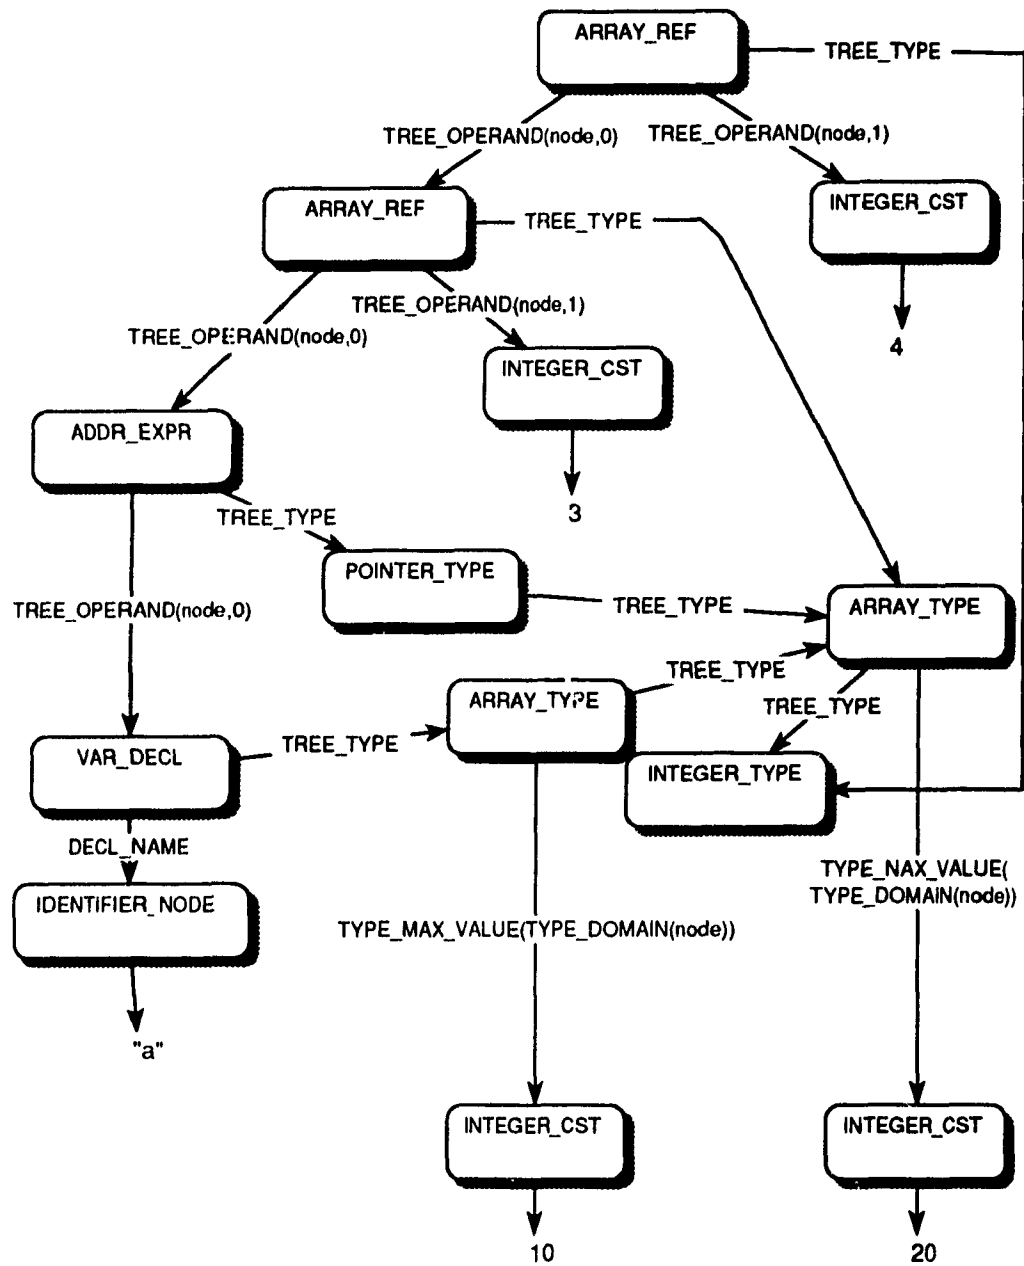 ARRAY_REF
TREE_TYPE
TREE_OPERAND(node,0)
TREE_OPERAND(node,1)
ARRAY_REF
TREE_TYPE
INTEGER_CST
TREE_OPERAND(node,1)
TREE_OPERAND(node,0)
4
INTEGER_CST
ADDR_EXPR
3
TREE_TYPE
POINTER_TYPE
TREE_TYPE
ARRAY_TYPE
TREE_OPERAND(node,0)
TREE_TYPE
ARRAY_TYPE
TREE_TYPE
VAR_DECL
TREE_TYPE
INTEGER_TYPE
DECL_NAME
TYPE_NAX_VALUE(
TYPE_DOMAIN(node))
IDENTIFIER_NODE
TYPE_MAX_VALUE(TYPE_DOMAIN(node))
"a"
INTEGER_CST
INTEGER_CST
10
20